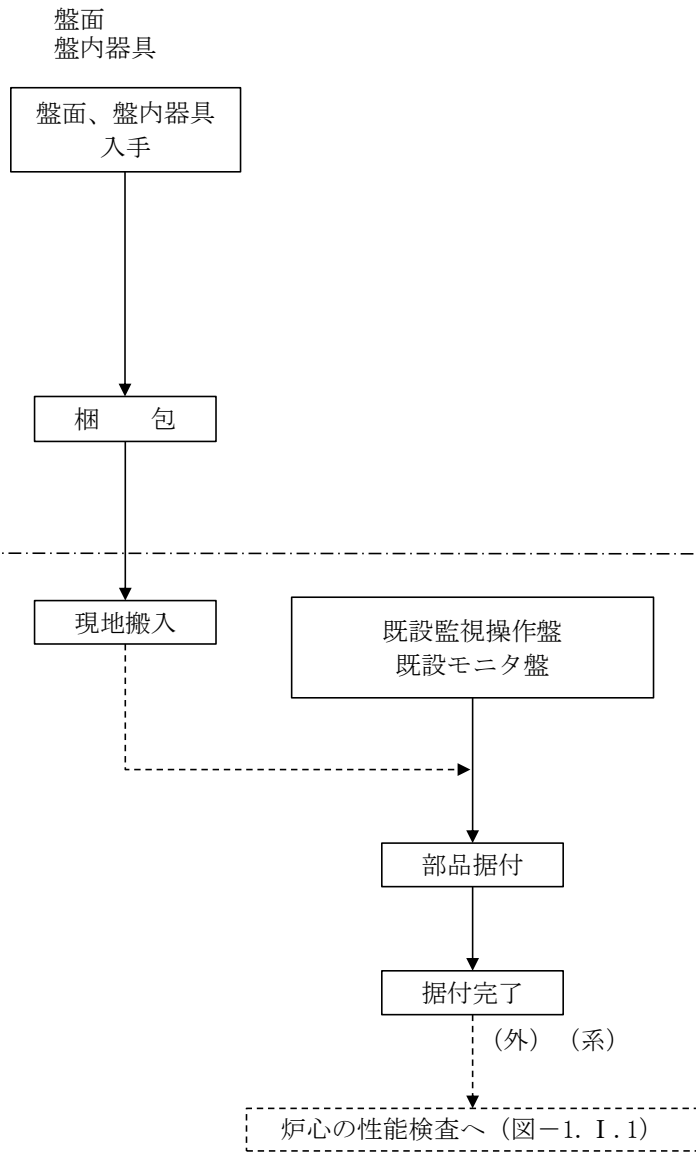 盤面
盤内器具
盤面、盤内器具
入手
梱　　包
現地搬入
既設監視操作盤
既設モニタ盤
部品据付
据付完了
(外) (系)
炉心の性能検査へ (図－1. Ⅰ.1)